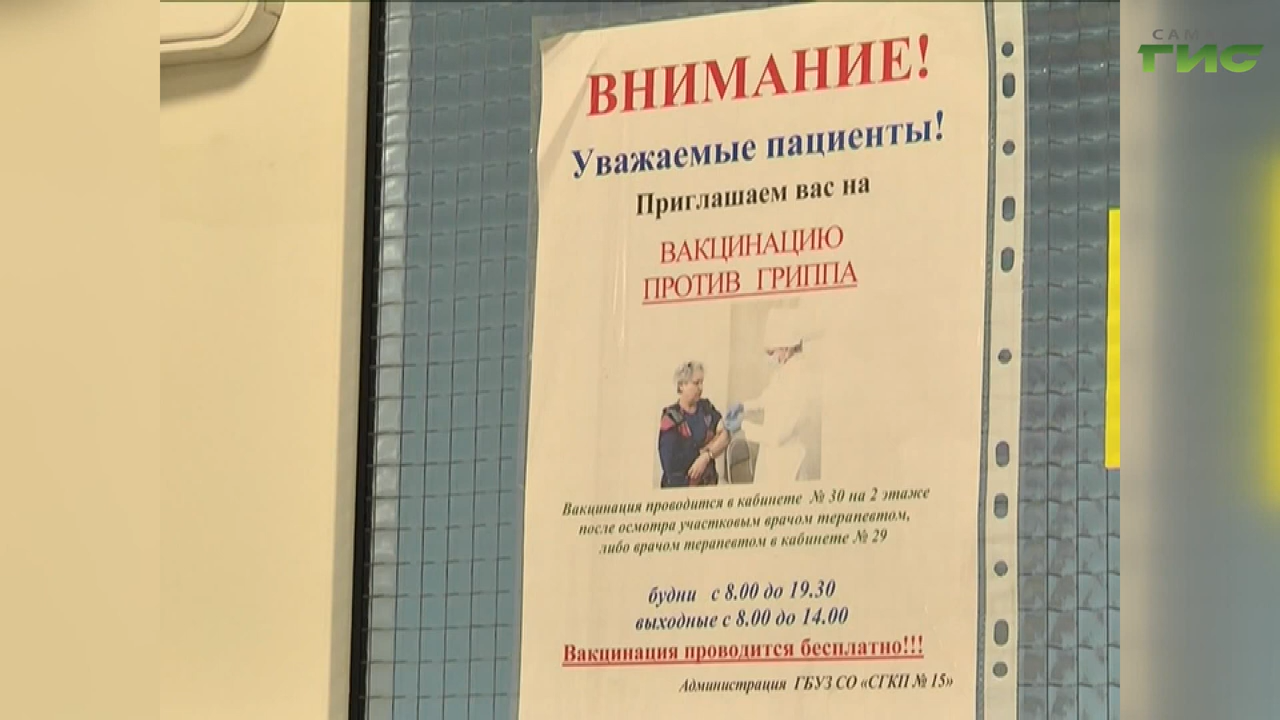 САМАРА
ГИС
ВНИМАНИЕ!
Уважаемые пациенты!
Приглашаем вас на
ВАКЦИНАЦИЮ
ПРОТИВ ГРИППА
Вакцинация проводится в кабинете № 30 на 2 этаже
после осмотра участковым врачом терапевтом,
либо врачом терапевтом в кабинете № 29
будни с 8.00 до 19.30
выходные с 8.00 до 14.00
Вакцинация проводится бесплатно!!!
Администрация ГБУЗ СО «СГКП № 15»